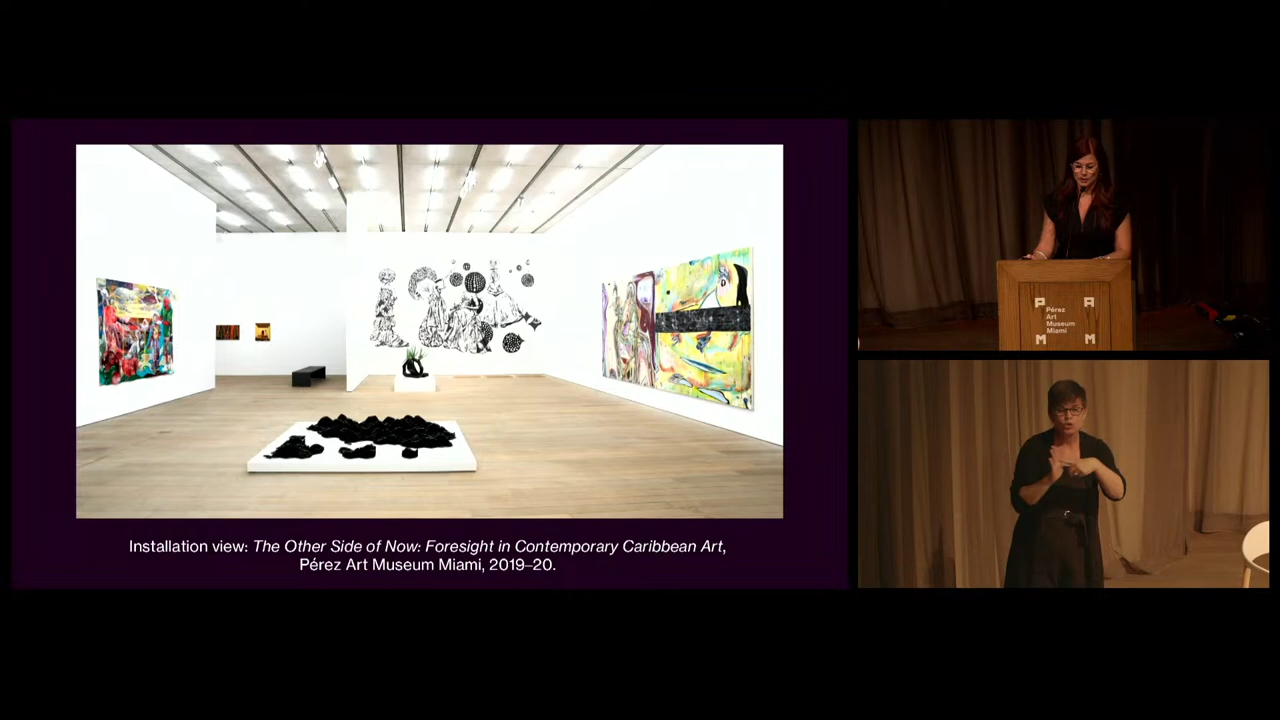 Installation view: The Other Side of Now: Foresight in Contemporary Caribbean Art,
Pérez Art Museum Miami, 2019–20.
P A
Pérez
Art
Museum
Miami
M M